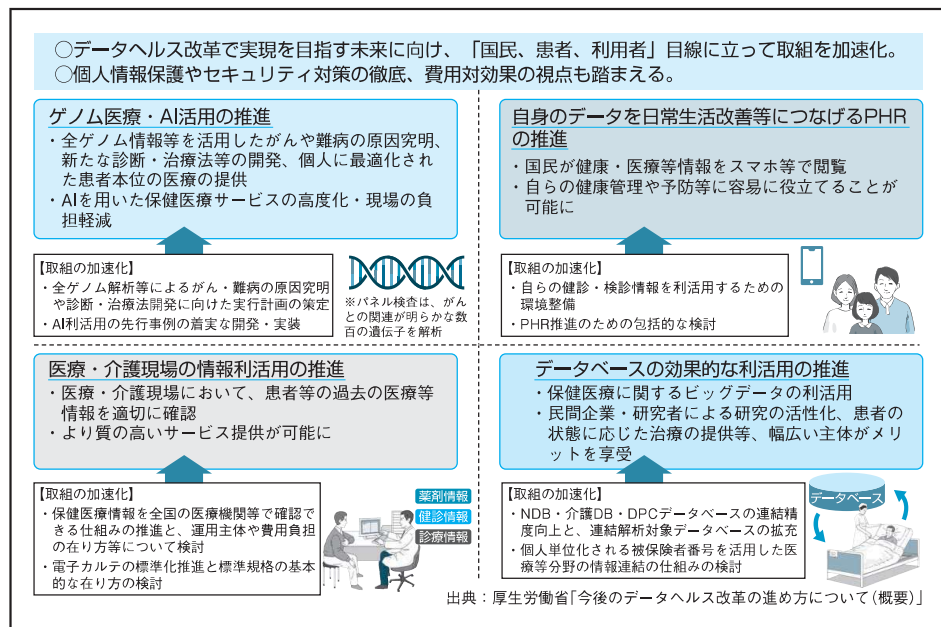 ○データヘルス改革で実現を目指す未来に向け、「国民、患者、利用者」目線に立って取組を加速化。
○個人情報保護やセキュリティ対策の徹底、費用対効果の視点も踏まえる。
ゲノム医療・AI活用の推進
・全ゲノム情報等を活用したがんや難病の原因究明、
新たな診断・治療法等の開発、個人に最適化され
た患者本位の医療の提供
・AIを用いた保健医療サービスの高度化・現場の負
担軽減
【取組の加速化】
・全ゲノム解析等によるがん・難病の原因究明
や診断・治療法開発に向けた実行計画の策定
・AI利活用の先行事例の着実な開発・実装
※パネル検査は、がん
との関連が明らかな数
百の遺伝子を解析
自身のデータを日常生活改善等につなげるPHR
の推進
・国民が健康・医療等情報をスマホ等で閲覧
・自らの健康管理や予防等に容易に役立てることが
可能に
【取組の加速化】
・自らの健診・検診情報を利活用するための
環境整備
・PHR推進のための包括的な検討
医療・介護現場の情報利活用の推進
・医療・介護現場において、患者等の過去の医療等
情報を適切に確認
・より質の高いサービス提供が可能に
【取組の加速化】
・保健医療情報を全国の医療機関等で確認
できる仕組みの推進と、運用主体や費用負担
の在り方等について検討
・電子カルテの標準化推進と標準規格の基本
的な在り方の検討
薬剤情報
健診情報
診療情報
データベースの効果的な利活用の推進
・保健医療に関するビッグデータの利活用
・民間企業・研究者による研究の活性化、患者の
状態に応じた治療の提供等、幅広い主体がメリ
ットを享受
【取組の加速化】
・NDB・介護DB・DPCデータベースの連結精
度向上と、連結解析対象データベースの拡充
・個人単位化される被保険者番号を活用した医
療等分野の情報連結の仕組みの検討
データベース
出典：厚生労働省「今後のデータヘルス改革の進め方について（概要）」